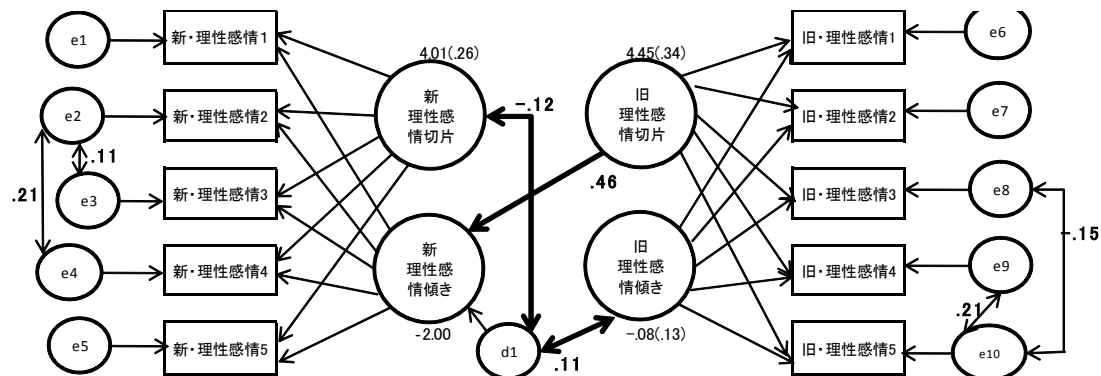 e1
新・理性感情1
e2
新・理性感情2
.11
.21
e3
新・理性感情3
e4
新・理性感情4
e5
新・理性感情5
4.01(.26)
新
理性感
情切片
新
理性感
情傾き
-2.00
-.12
.46
d1
.11
4.45(.34)
旧
理性感
情切片
旧
理性感
情傾き
-.08(.13)
旧・理性感情1
e6
旧・理性感情2
e7
旧・理性感情3
e8
-.15
旧・理性感情4
e9
.21
旧・理性感情5
e10